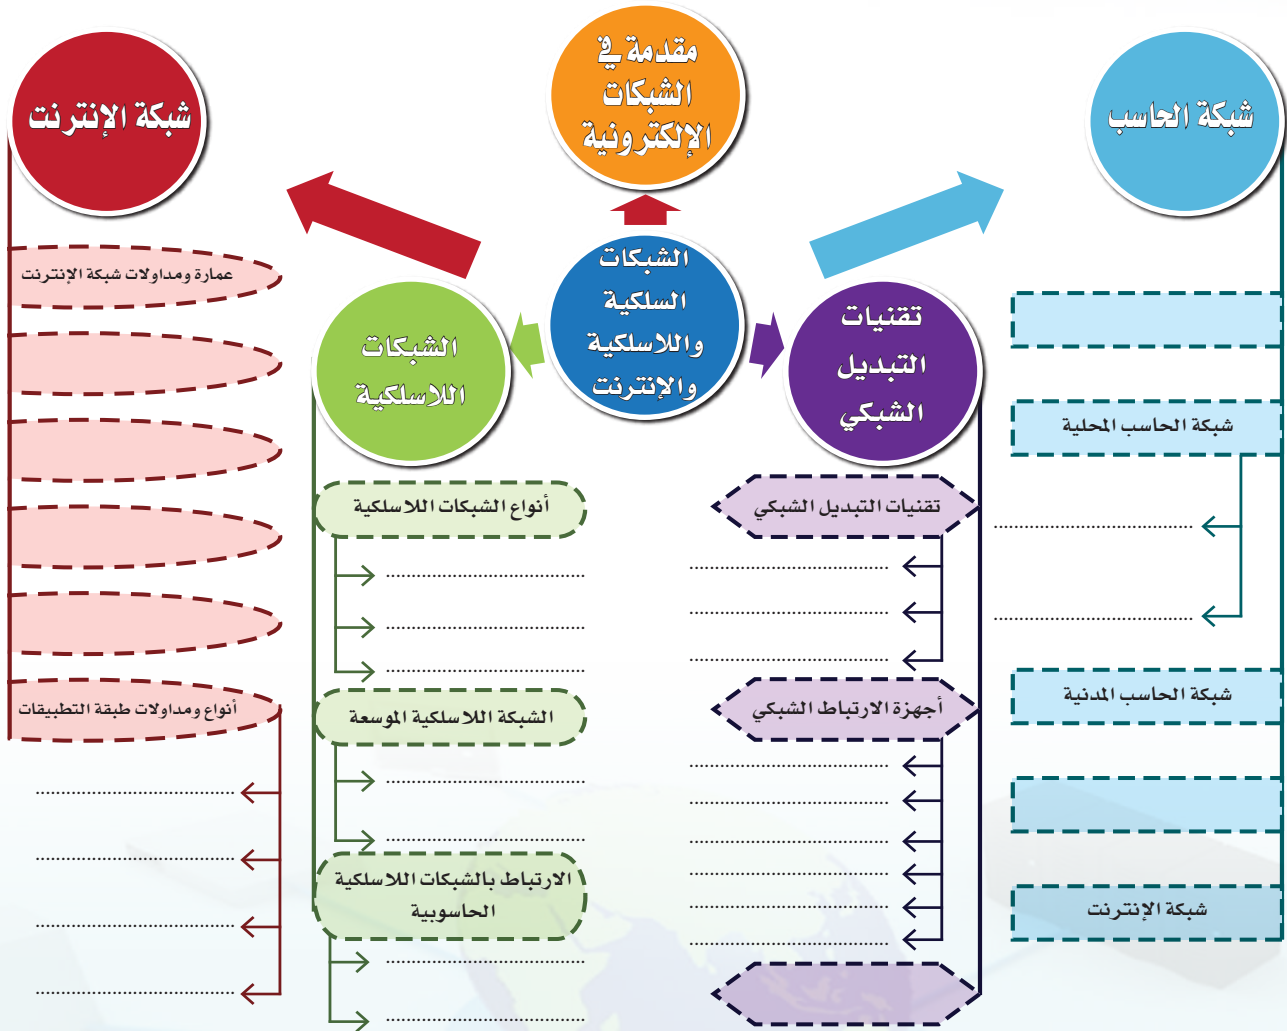 مقدمة في
الشبكات
الإلكترونية
شبكة الحاسب
شبكة الإنترنت
الشبكات
السلكية
واللاسلكية
والإنترنت
تقنيات
التبديل
الشبكي
الشبكات
اللاسلكية
شبكة الحاسب المحلية
شبكة الحاسب المدنية
شبكة الإنترنت
تقنيات التبديل الشبكي
أجهزة الارتباط الشبكي
أنواع الشبكات اللاسلكية
الشبكة اللاسلكية الموسعة
الارتباط بالشبكات اللاسلكية
الحاسوبية
عمارة ومداولات شبكة الإنترنت
أنواع ومداولات طبقة التطبيقات